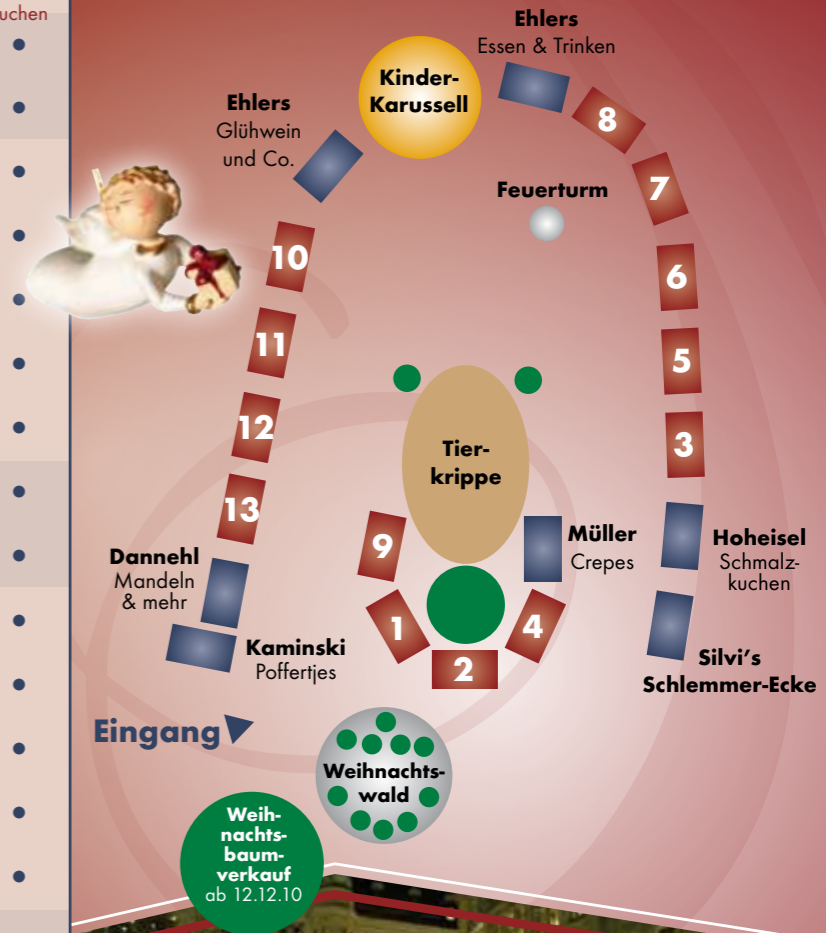 uchen
Ehlers
Essen & Trinken
Kinder-
Karussell
Ehlers
Glühwein
und Co.
8
7
Feuerturm
10
6
11
5
12
3
Tier-
krippe
13
9
Müller
Crepes
Hoheisel
Schmalz-
kuchen
Dannehl
Mandeln
& mehr
1
4
2
Kaminski
Poffertjes
Silvi's
Schlemmer-Ecke
Eingang
Weihnachts-
wald
Weih-
nachts-
baum-
verkauf
ab 12.12.10